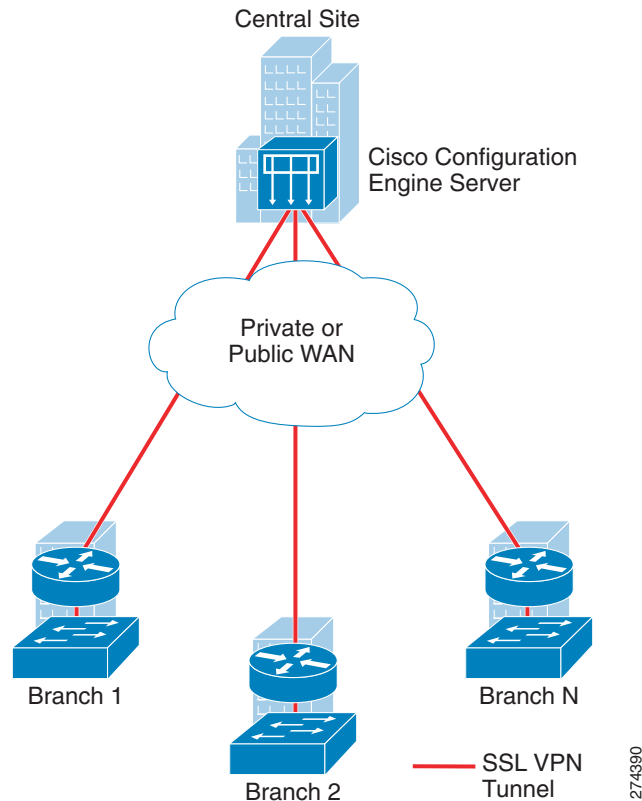 Central Site
Cisco Configuration
Engine Server
Private or
Public WAN
Branch 1
Branch N
Branch 2
SSL VPN
Tunnel
274390